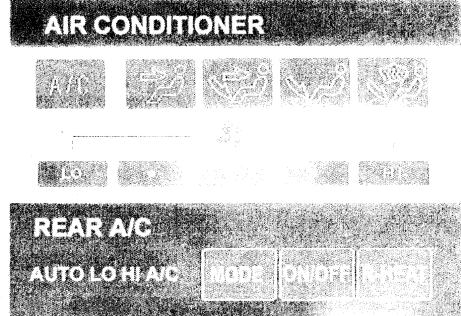 AIR CONDITIONER
A/C
LO HI
REAR A/C
AUTO LO HI A/C MODE ON/OFF R-HEAT